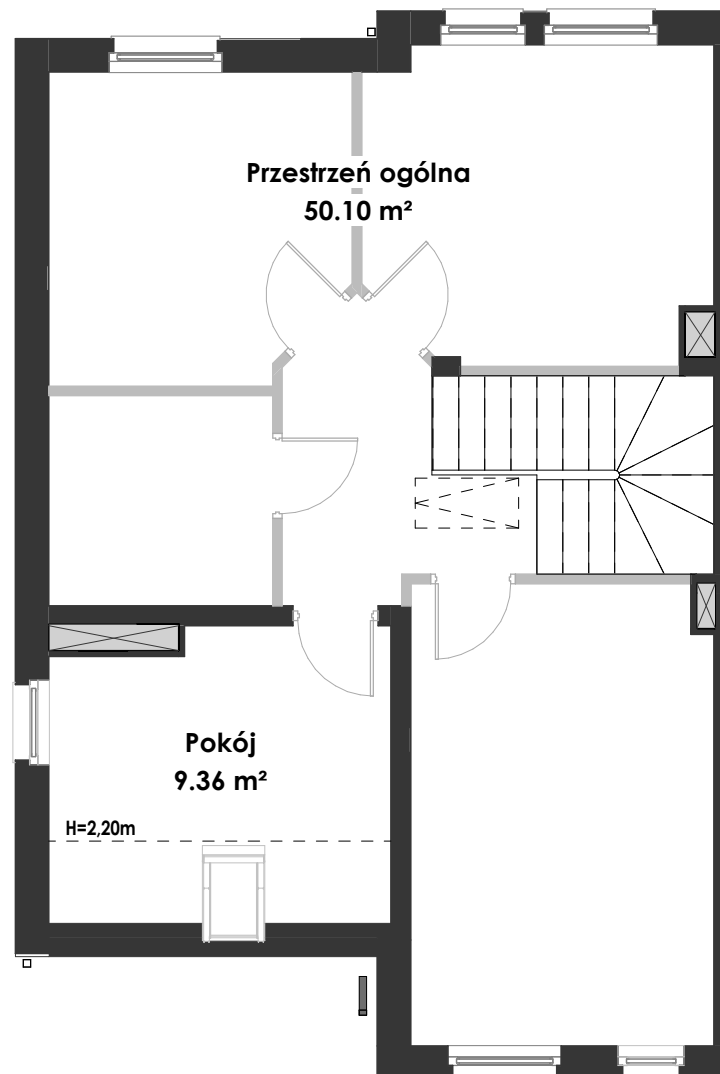 Przestrzeń ogólna
50.10 m²
Pokój
9.36 m²
H=2,20m